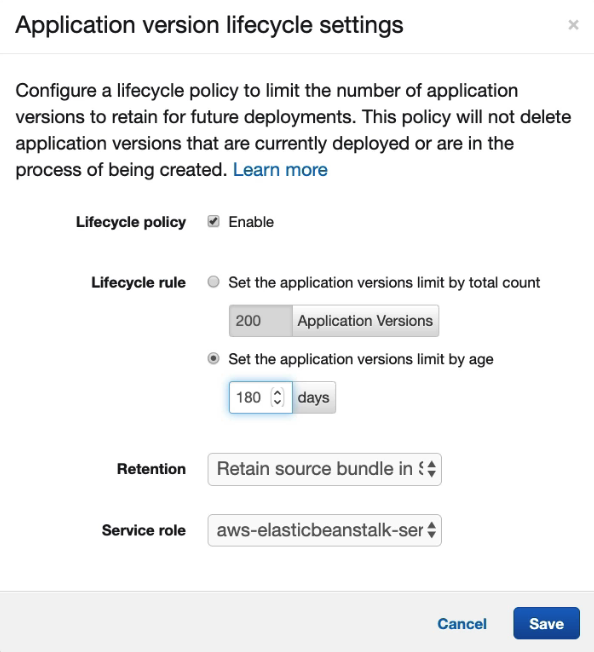 Application version lifecycle settings ×
Configure a lifecycle policy to limit the number of application
versions to retain for future deployments. This policy will not delete
application versions that are currently deployed or are in the
process of being created. Learn more
Lifecycle policy Enable
Lifecycle rule Set the application versions limit by total count
200 Application Versions
Set the application versions limit by age
180 days
Retention Retain source bundle in
Service role aws-elasticbeanstalk-ser
Cancel Save